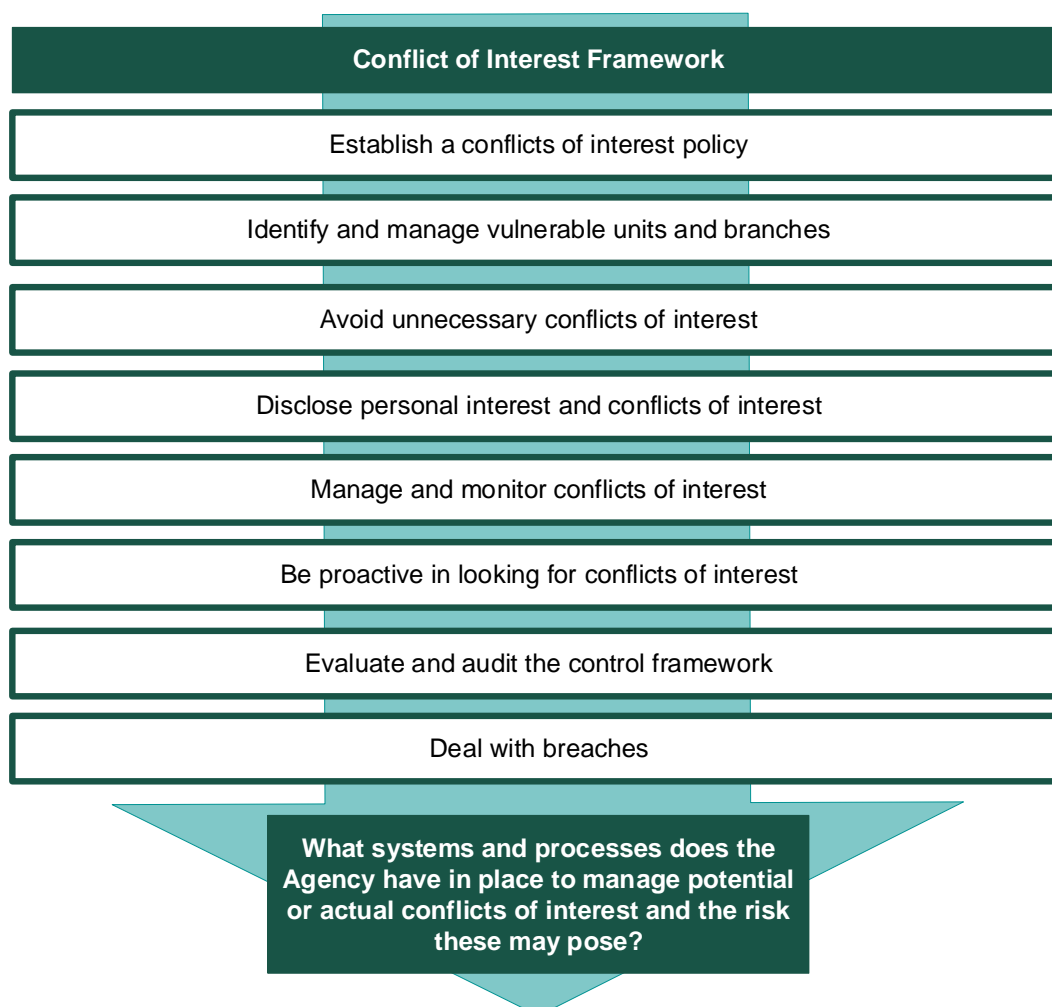 Conflict of Interest Framework
Establish a conflicts of interest policy
Identify and manage vulnerable units and branches
Avoid unnecessary conflicts of interest
Disclose personal interest and conflicts of interest
Manage and monitor conflicts of interest
Be proactive in looking for conflicts of interest
Evaluate and audit the control framework
Deal with breaches
What systems and processes does the
Agency have in place to manage potential
or actual conflicts of interest and the risk
these may pose?